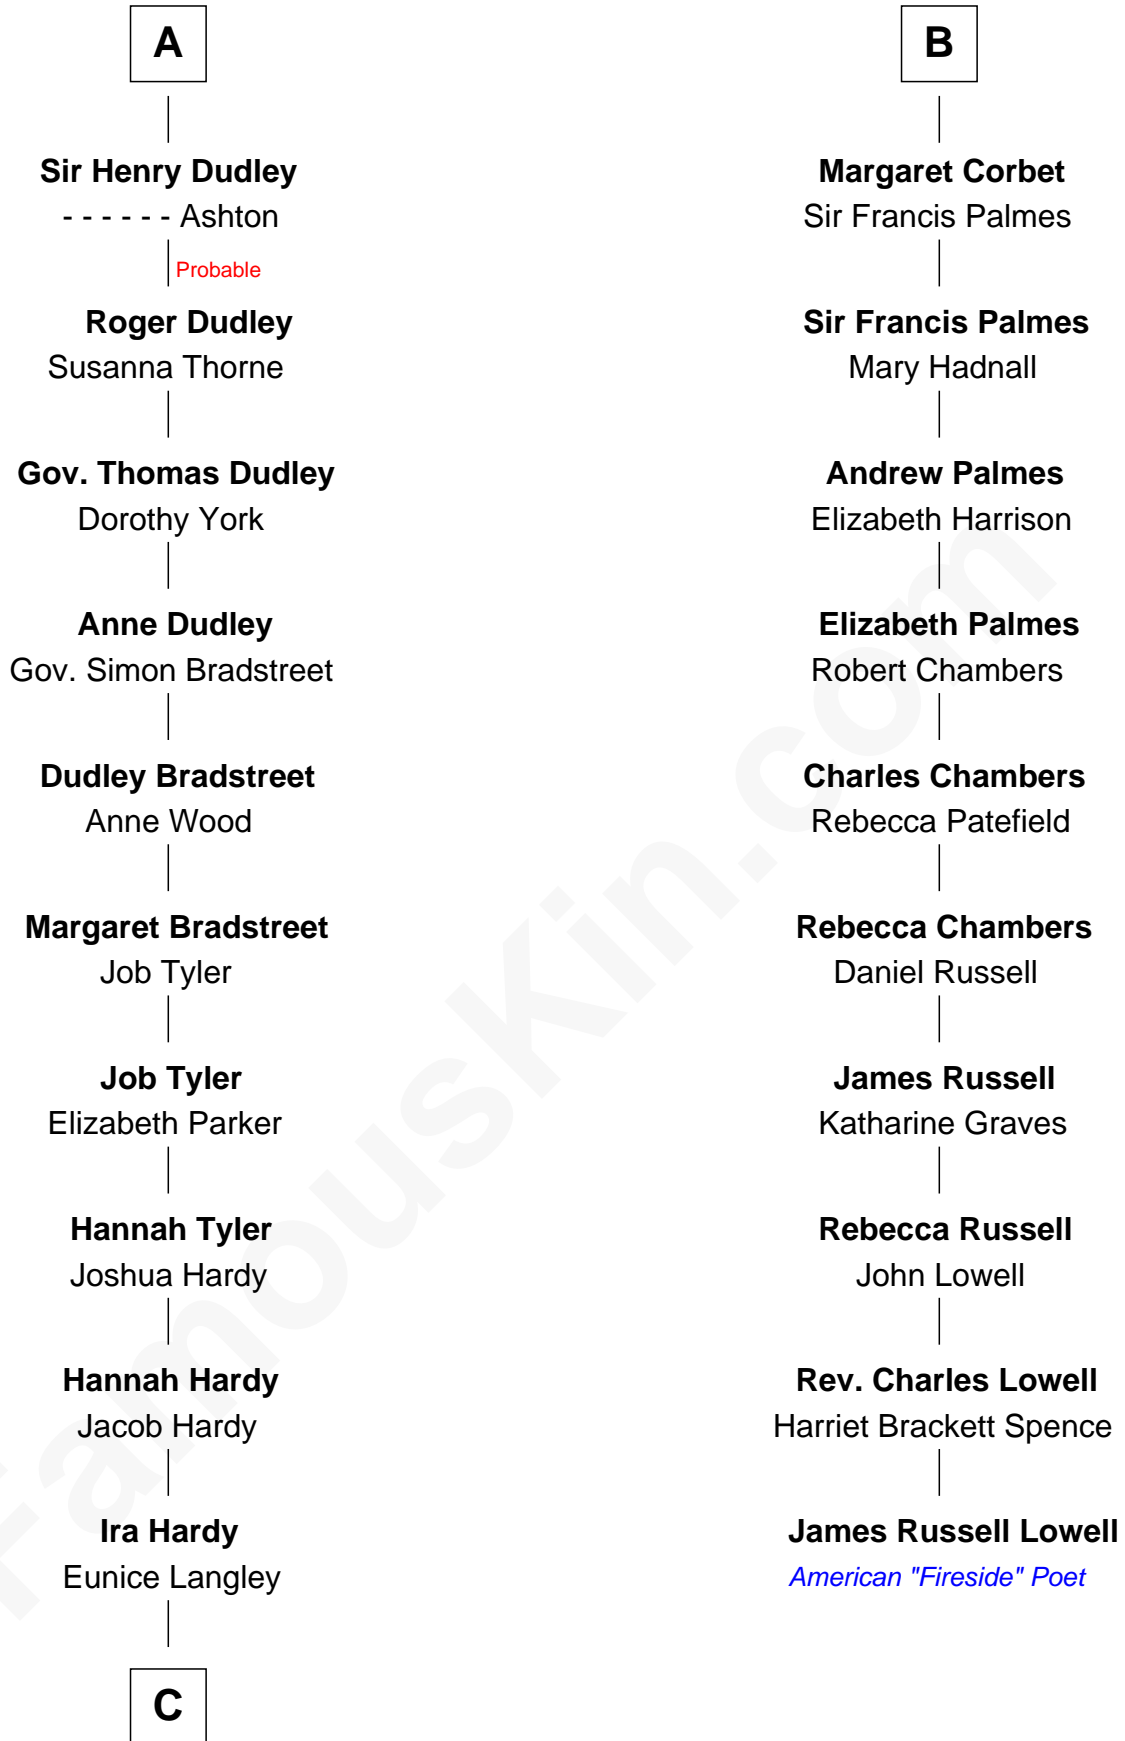 A
Sir Henry Dudley
- - - - - - Ashton
Probable
Roger Dudley
Susanna Thorne
Gov. Thomas Dudley
Dorothy York
Anne Dudley
Gov. Simon Bradstreet
Dudley Bradstreet
Anne Wood
Margaret Bradstreet
Job Tyler
Job Tyler
Elizabeth Parker
Hannah Tyler
Joshua Hardy
Hannah Hardy
Jacob Hardy
Ira Hardy
Eunice Langley
C
B
Margaret Corbet
Sir Francis Palmes
Sir Francis Palmes
Mary Hadnall
Andrew Palmes
Elizabeth Harrison
Elizabeth Palmes
Robert Chambers
Charles Chambers
Rebecca Patefield
Rebecca Chambers
Daniel Russell
James Russell
Katharine Graves
Rebecca Russell
John Lowell
Rev. Charles Lowell
Harriet Brackett Spence
James Russell Lowell
American "Fireside" Poet
FamousKin.com